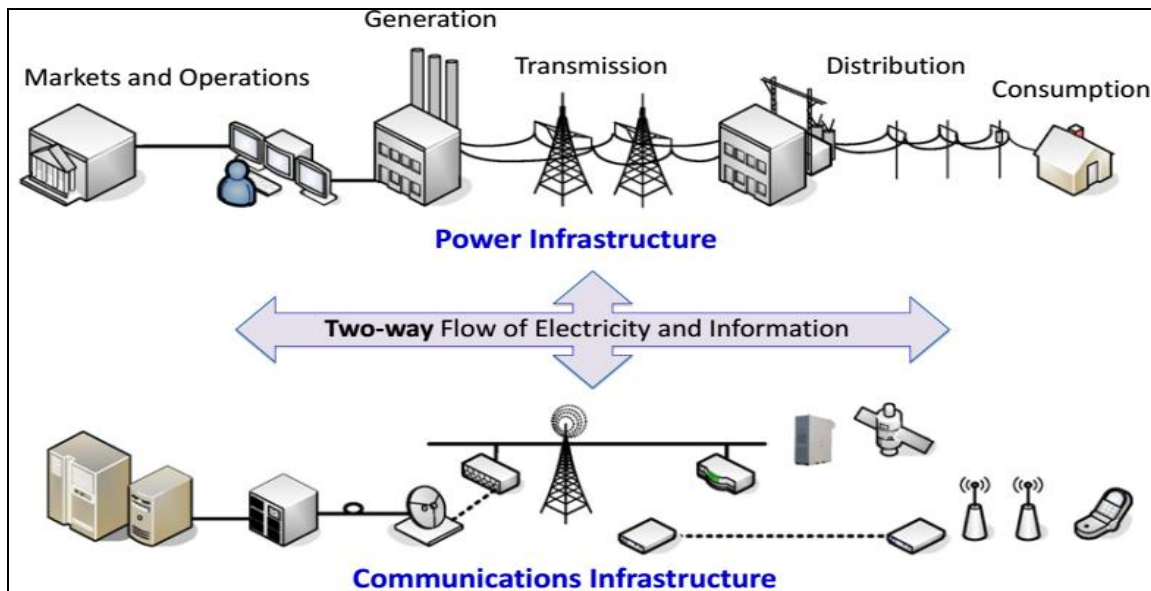 Generation
Markets and Operations
Transmission
Distribution
Consumption
Power Infrastructure
Two-way Flow of Electricity and Information
Communications Infrastructure